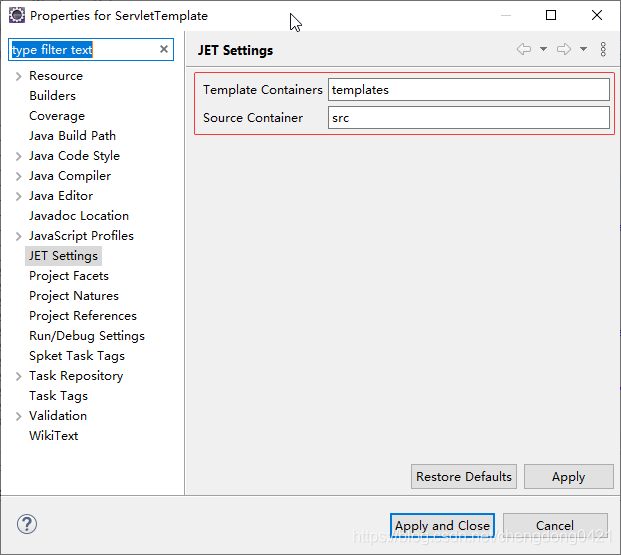 Properties for ServletTemplate
type filter text
Resource
Builders
Coverage
Java Build Path
Java Code Style
Java Compiler
Java Editor
Javadoc Location
JavaScript Profiles
JET Settings
Project Facets
Project Natures
Project References
Run/Debug Settings
Spket Task Tags
Task Repository
Task Tags
Validation
WikiText
JET Settings
Template Containers templates
Source Container src
Restore Defaults Apply
Apply and Close Cancel
https://blog.csdn.net/chengdong0421